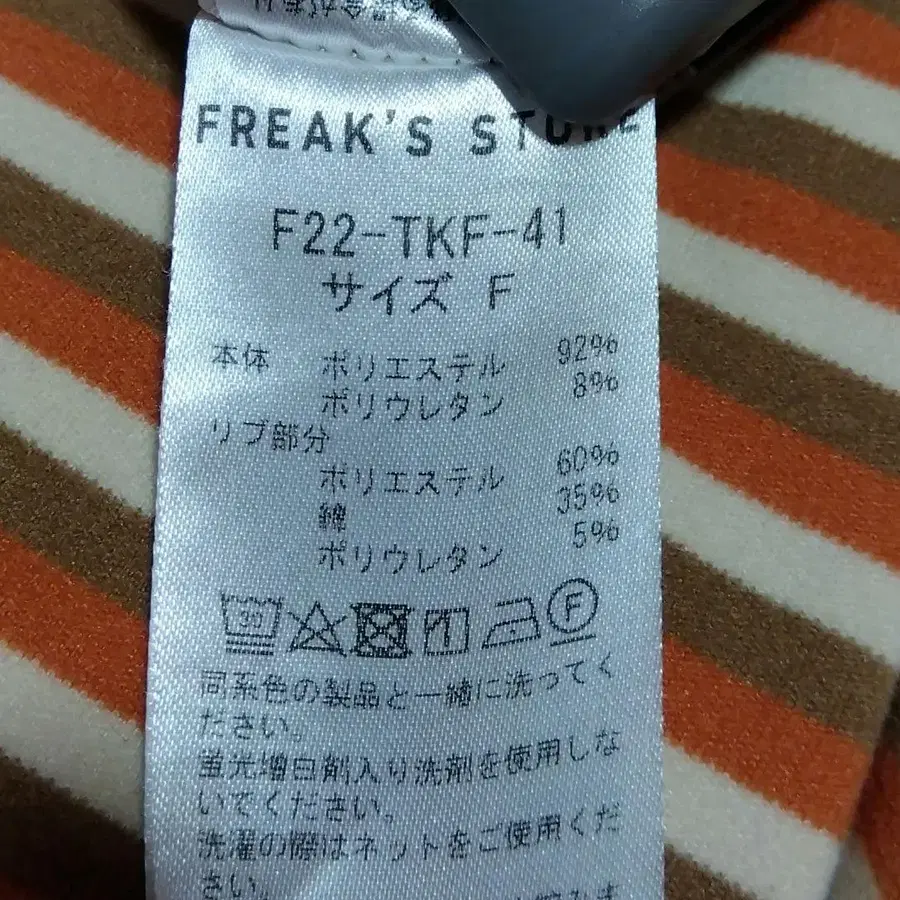 FREAK'S STORE
F22-TKF-41
サイズ F
本体 ポリエステル 92%
ポリウレタン 8%
リブ部分
ポリエステル 60%
綿 35%
ポリウレタン 5%
30 F
同系色の製品と一緒に洗ってく
ださい。
蛍光増白剤入り洗剤を使用しな
いでください。
洗濯の際はネットをご使用くだ
さい。